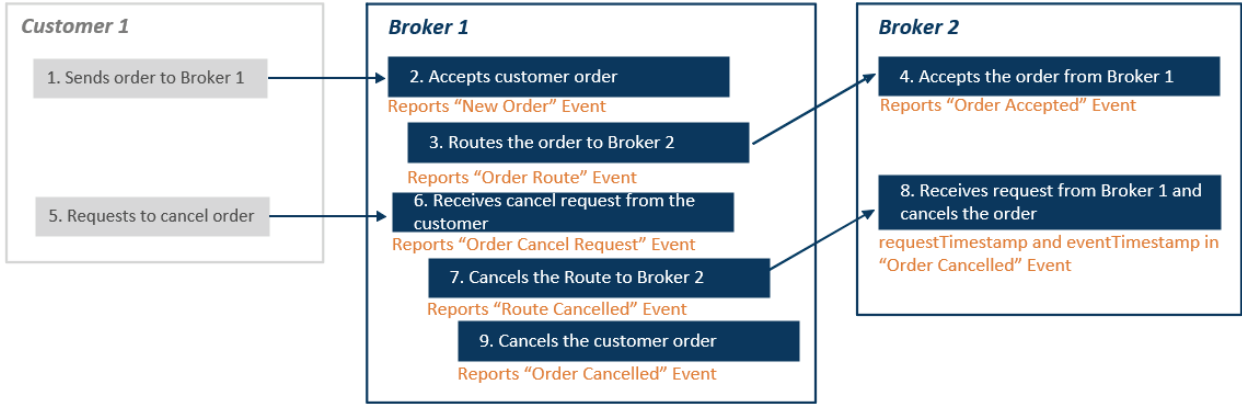 Customer 1
1. Sends order to Broker 1
5. Requests to cancel order
Broker 1
2. Accepts customer order
Reports “New Order” Event
3. Routes the order to Broker 2
Reports “Order Route” Event
6. Receives cancel request from the
customer
Reports “Order Cancel Request” Event
7. Cancels the Route to Broker 2
Reports “Route Cancelled” Event
9. Cancels the customer order
Reports “Order Cancelled” Event
Broker 2
4. Accepts the order from Broker 1
Reports “Order Accepted” Event
8. Receives request from Broker 1 and
cancels the order
requestTimestamp and eventTimestamp in
“Order Cancelled” Event